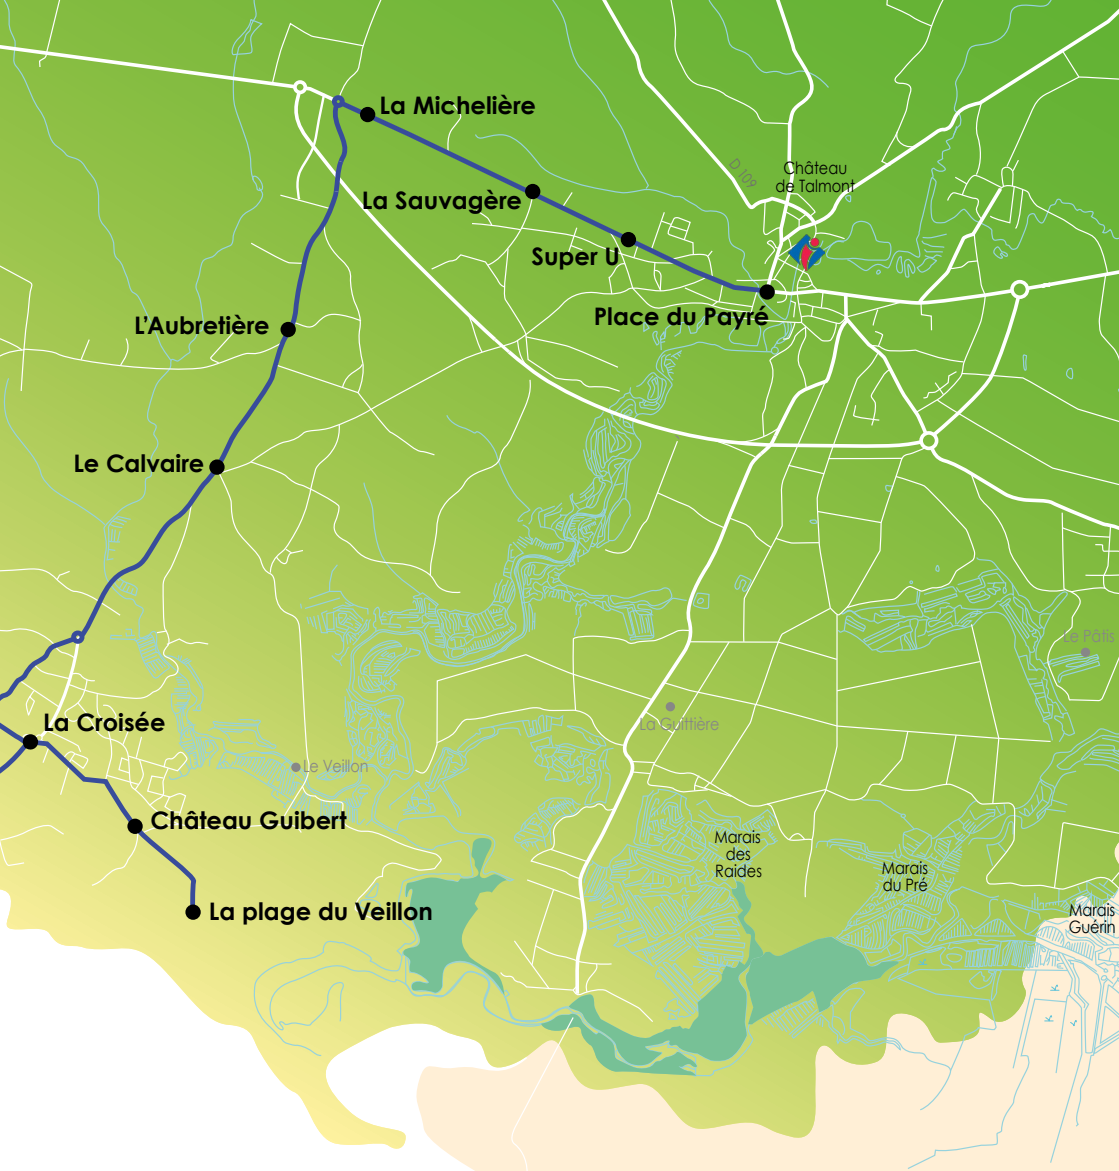 La Michelière
D 109
Château
de Talmont
La Sauvagère
Super U
Place du Payré
L'Aubretière
Le Calvaire
Le Pâtis
La Croisée
La Guittière
Le Veillon
Château Guibert
Marais
des
Raides
Marais
du Pré
La plage du Veillon
Marais
Guérin